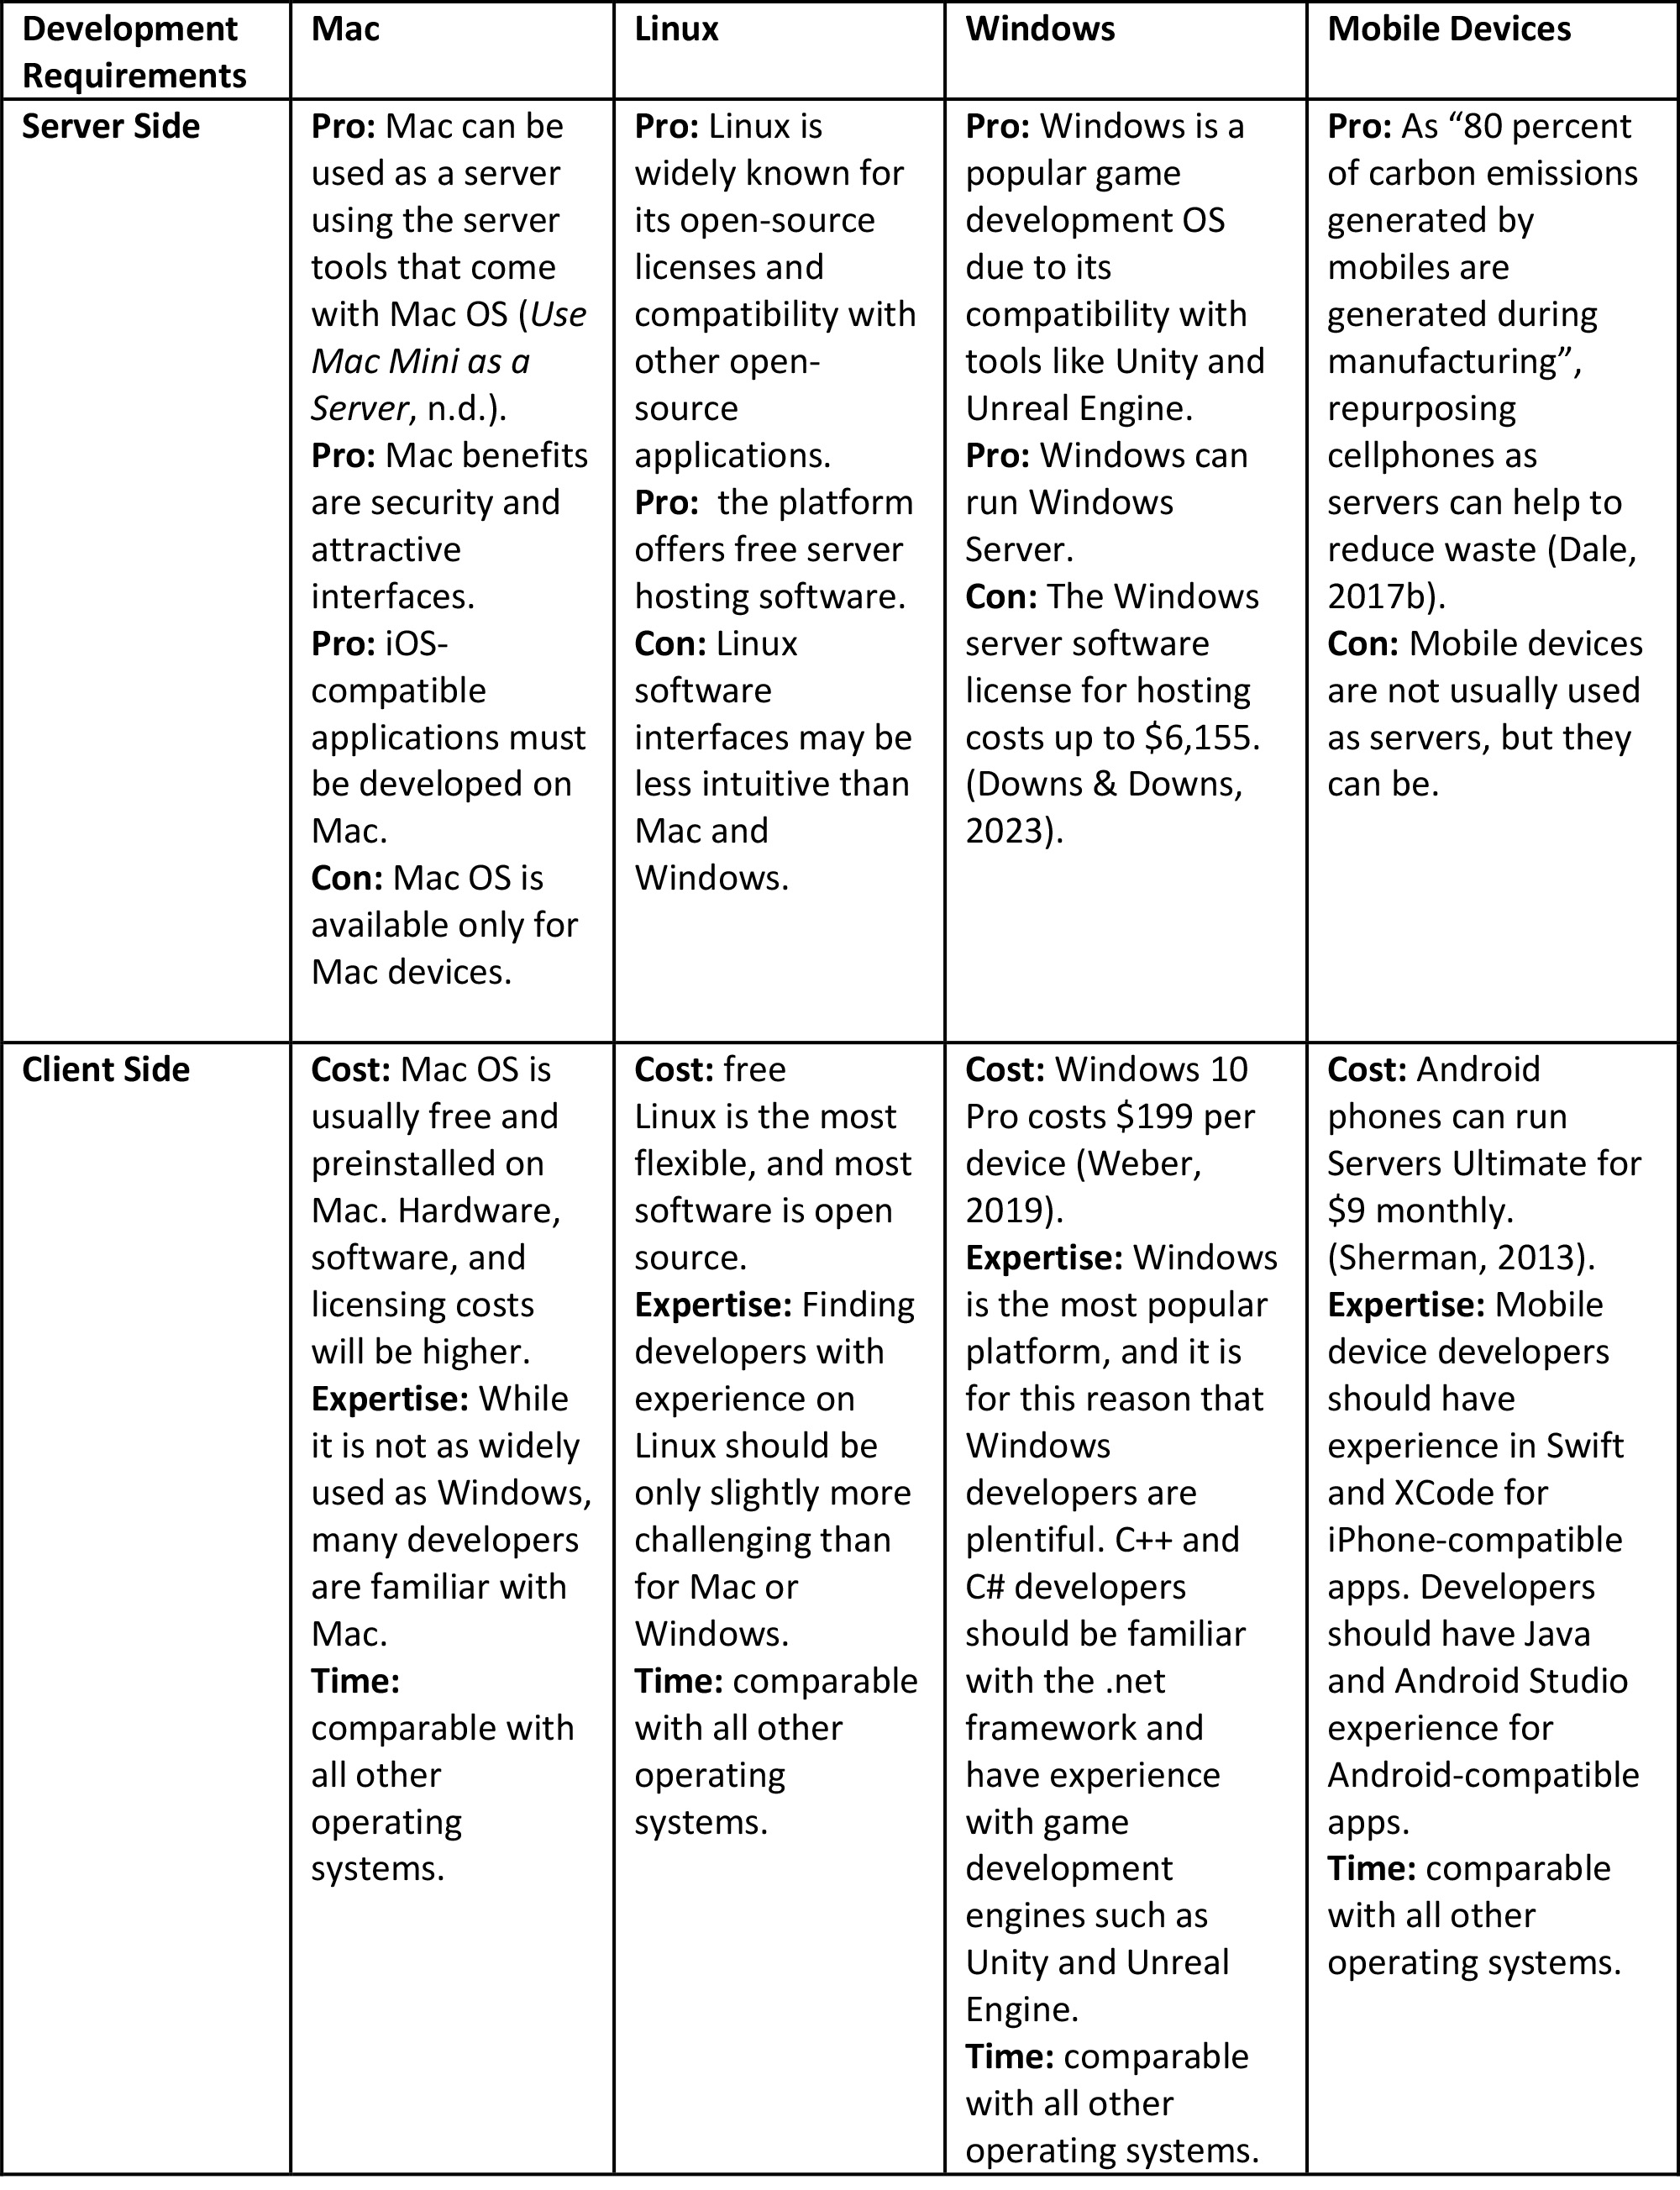 Development
Requirements
Mac
Linux
Windows
Mobile Devices
Server Side
Pro: Mac can be
used as a server
using the server
tools that come
with Mac OS (Use
Mac Mini as a
Server, n.d.).
Pro: Mac benefits
are security and
attractive
interfaces.
Pro: iOS-
compatible
applications must
be developed on
Mac.
Con: Mac OS is
available only for
Mac devices.
Pro: Linux is
widely known for
its open-source
licenses and
compatibility with
other open-
source
applications.
Pro:  the platform
offers free server
hosting software.
Con: Linux
software
interfaces may be
less intuitive than
Mac and
Windows.
Pro: Windows is a
popular game
development OS
due to its
compatibility with
tools like Unity and
Unreal Engine.
Pro: Windows can
run Windows
Server.
Con: The Windows
server software
license for hosting
costs up to $6,155.
(Downs & Downs,
2023).
Pro: As “80 percent
of carbon emissions
generated by
mobiles are
generated during
manufacturing”,
repurposing
cellphones as
servers can help to
reduce waste (Dale,
2017b).
Con: Mobile devices
are not usually used
as servers, but they
can be.
Client Side
Cost: Mac OS is
usually free and
preinstalled on
Mac. Hardware,
software, and
licensing costs
will be higher.
Expertise: While
it is not as widely
used as Windows,
many developers
are familiar with
Mac.
Time:
comparable with
all other
operating
systems.
Cost: free
Linux is the most
flexible, and most
software is open
source.
Expertise: Finding
developers with
experience on
Linux should be
only slightly more
challenging than
for Mac or
Windows.
Time: comparable
with all other
operating
systems.
Cost: Windows 10
Pro costs $199 per
device (Weber,
2019).
Expertise: Windows
is the most popular
platform, and it is
for this reason that
Windows
developers are
plentiful. C++ and
C# developers
should be familiar
with the .net
framework and
have experience
with game
development
engines such as
Unity and Unreal
Engine.
Time: comparable
with all other
operating systems.
Cost: Android
phones can run
Servers Ultimate for
$9 monthly.
(Sherman, 2013).
Expertise: Mobile
device developers
should have
experience in Swift
and XCode for
iPhone-compatible
apps. Developers
should have Java
and Android Studio
experience for
Android-compatible
apps.
Time: comparable
with all other
operating systems.